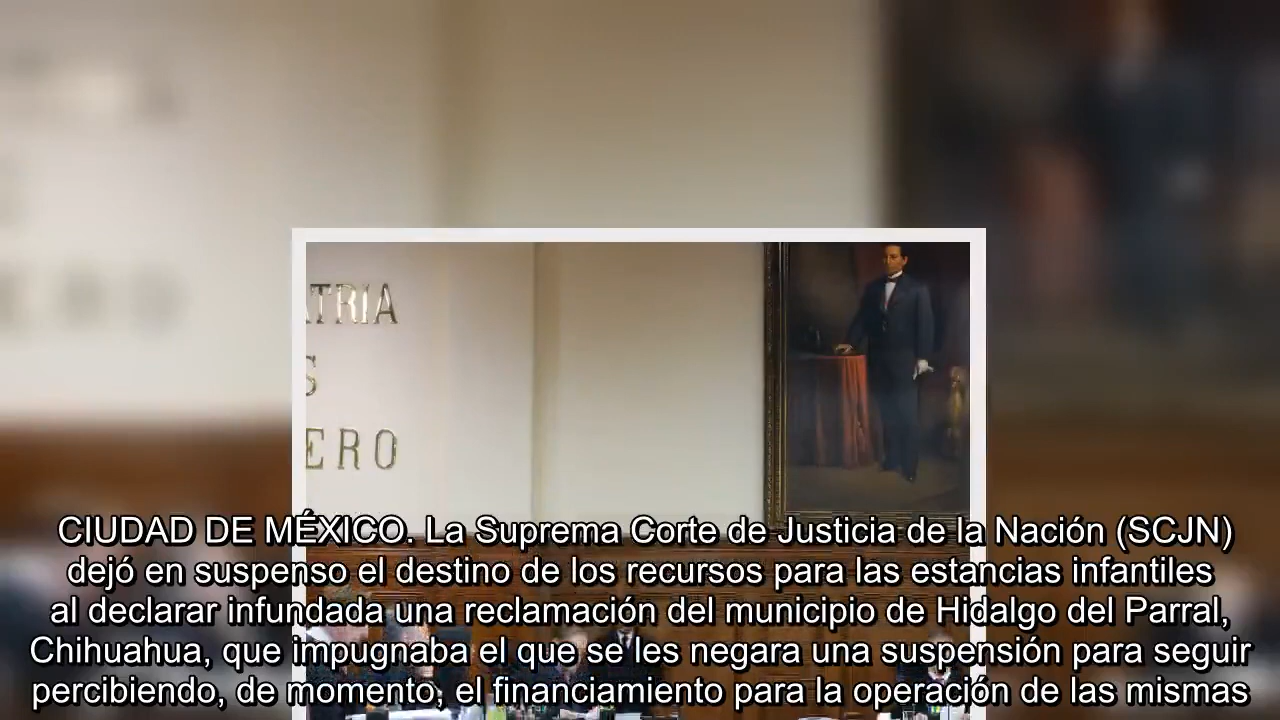 ATRIA
S
ERO
CIUDAD DE MÉXICO. La Suprema Corte de Justicia de la Nación (SCJN)
dejó en suspenso el destino de los recursos para las estancias infantiles
al declarar infundada una reclamación del municipio de Hidalgo del Parral,
Chihuahua, que impugnaba el que se les negara una suspensión para seguir
percibiendo, de momento, el financiamiento para la operación de las mismas